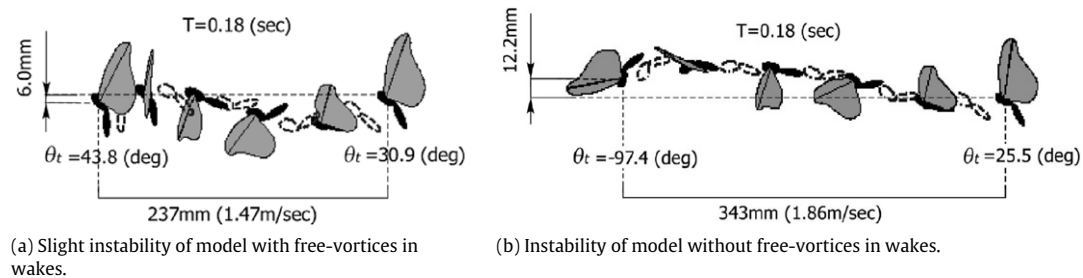 T=0.18 (sec)
6.0mm
θt =43.8 (deg)
θt =30.9 (deg)
237mm (1.47m/sec)
(a) Slight instability of model with free-vortices in
wakes.
T=0.18 (sec)
12.2mm
θt =-97.4 (deg)
θt =25.5 (deg)
343mm (1.86m/sec)
(b) Instability of model without free-vortices in wakes.